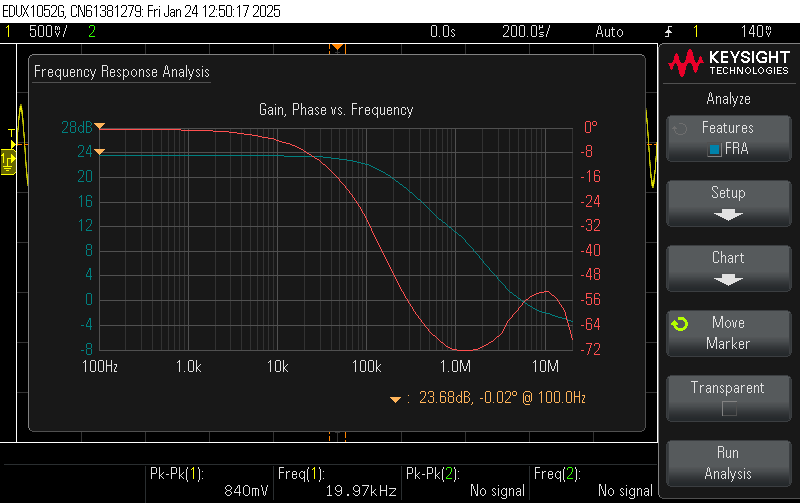 EDUX1052G, CN61381279: Fri Jan 24 12:50:17 2025
1 500♉/ 2 0.0s 200.0s/ Auto 1 140♉
Frequency Response Analysis
KEYSIGHT
TECHNOLOGIES
Analyze
Gain, Phase vs. Frequency
Features
FRA
28dB 0°
T
24 -8
20 -16
Setup
16 -24
12 -32
8 -40
Chart
4 -48
0 -56
Move
Marker
-4 -64
-8 -72
100Hz 1.0k 10k 100k 1.0M 10M
Transparent
: 23.68dB, -0.02° @ 100.0Hz
Run
Analysis
Pk-Pk(1): Freq(1): Pk-Pk(2): Freq(2):
840mV 19.97kHz No signal No signal